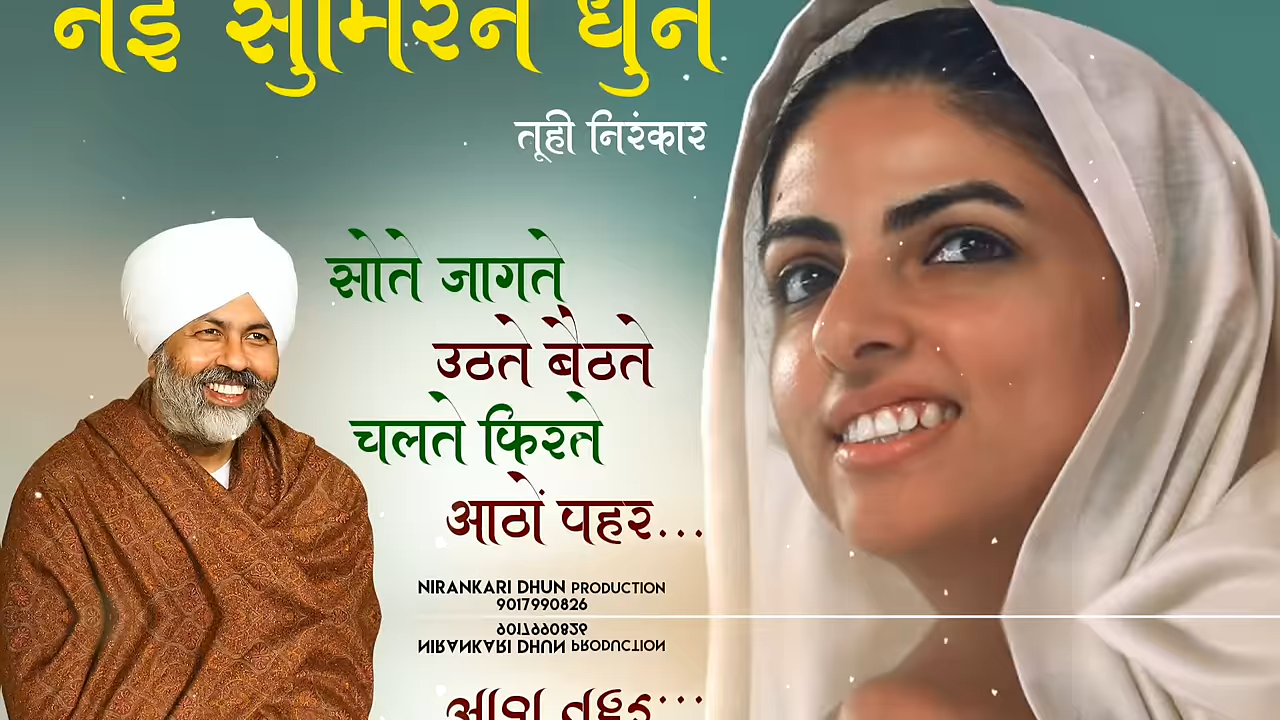 नई सुमिरन धुन
तूही निरंकार
सोते जागते
उठते बैठते
चलते फिरते
आठों पहर...
NIRANKARI DHUN PRODUCTION
9017990826